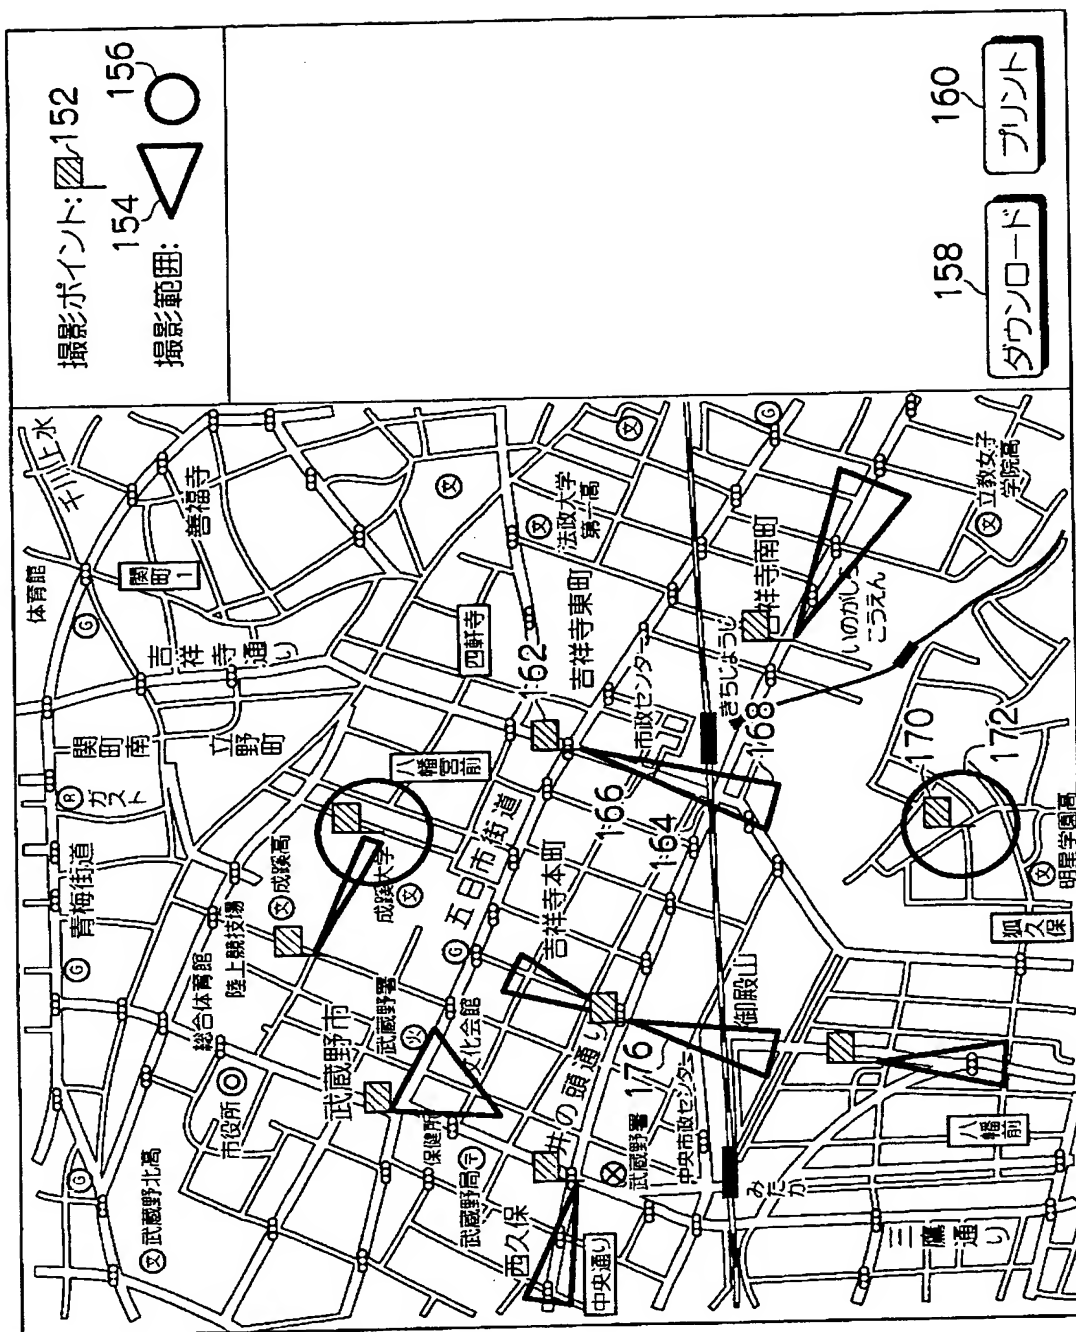 撮影ポイント: 152
撮影範囲: 154 156
158 160
ダウンロード プリント
千川上水
体育館
善福寺
関町1
吉祥寺通り
関町南
立野町
四軒寺
法政大学
第一高
吉祥寺東町
162
ガスト
青梅街道
八幡宮前
成蹊高
成蹊大学
陸上競技場
総合体育館
五日市街道
吉祥寺本町
市政センター
吉祥寺南町
立教女子
学院高
いのがしら
こうえん
きちじょうじ
168
166
164
170
172
明星学園高
狐久保
武蔵野市
武蔵野署
文化会館
市役所
武蔵野北高
保健所
武蔵野局
井の頭通り
176
御殿山
武蔵野署
中央市政センター
西久保
中央通り
みたか
八幡前
三鷹通り